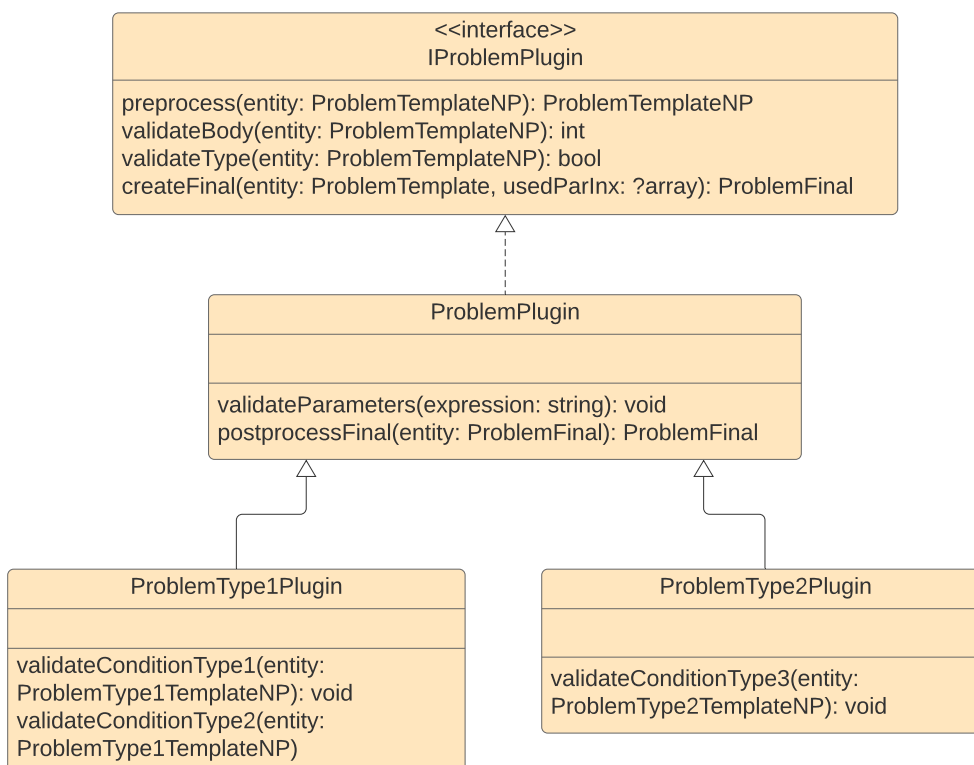 <<interface>>
IProblemPlugin
preprocess(entity: ProblemTemplateNP): ProblemTemplateNP
validateBody(entity: ProblemTemplateNP): int
validateType(entity: ProblemTemplateNP): bool
createFinal(entity: ProblemTemplate, usedParInx: ?array): ProblemFinal
ProblemPlugin
validateParameters(expression: string): void
postprocessFinal(entity: ProblemFinal): ProblemFinal
ProblemType1Plugin
validateConditionType1(entity:
ProblemType1TemplateNP): void
validateConditionType2(entity:
ProblemType1TemplateNP)
ProblemType2Plugin
validateConditionType3(entity:
ProblemType2TemplateNP): void